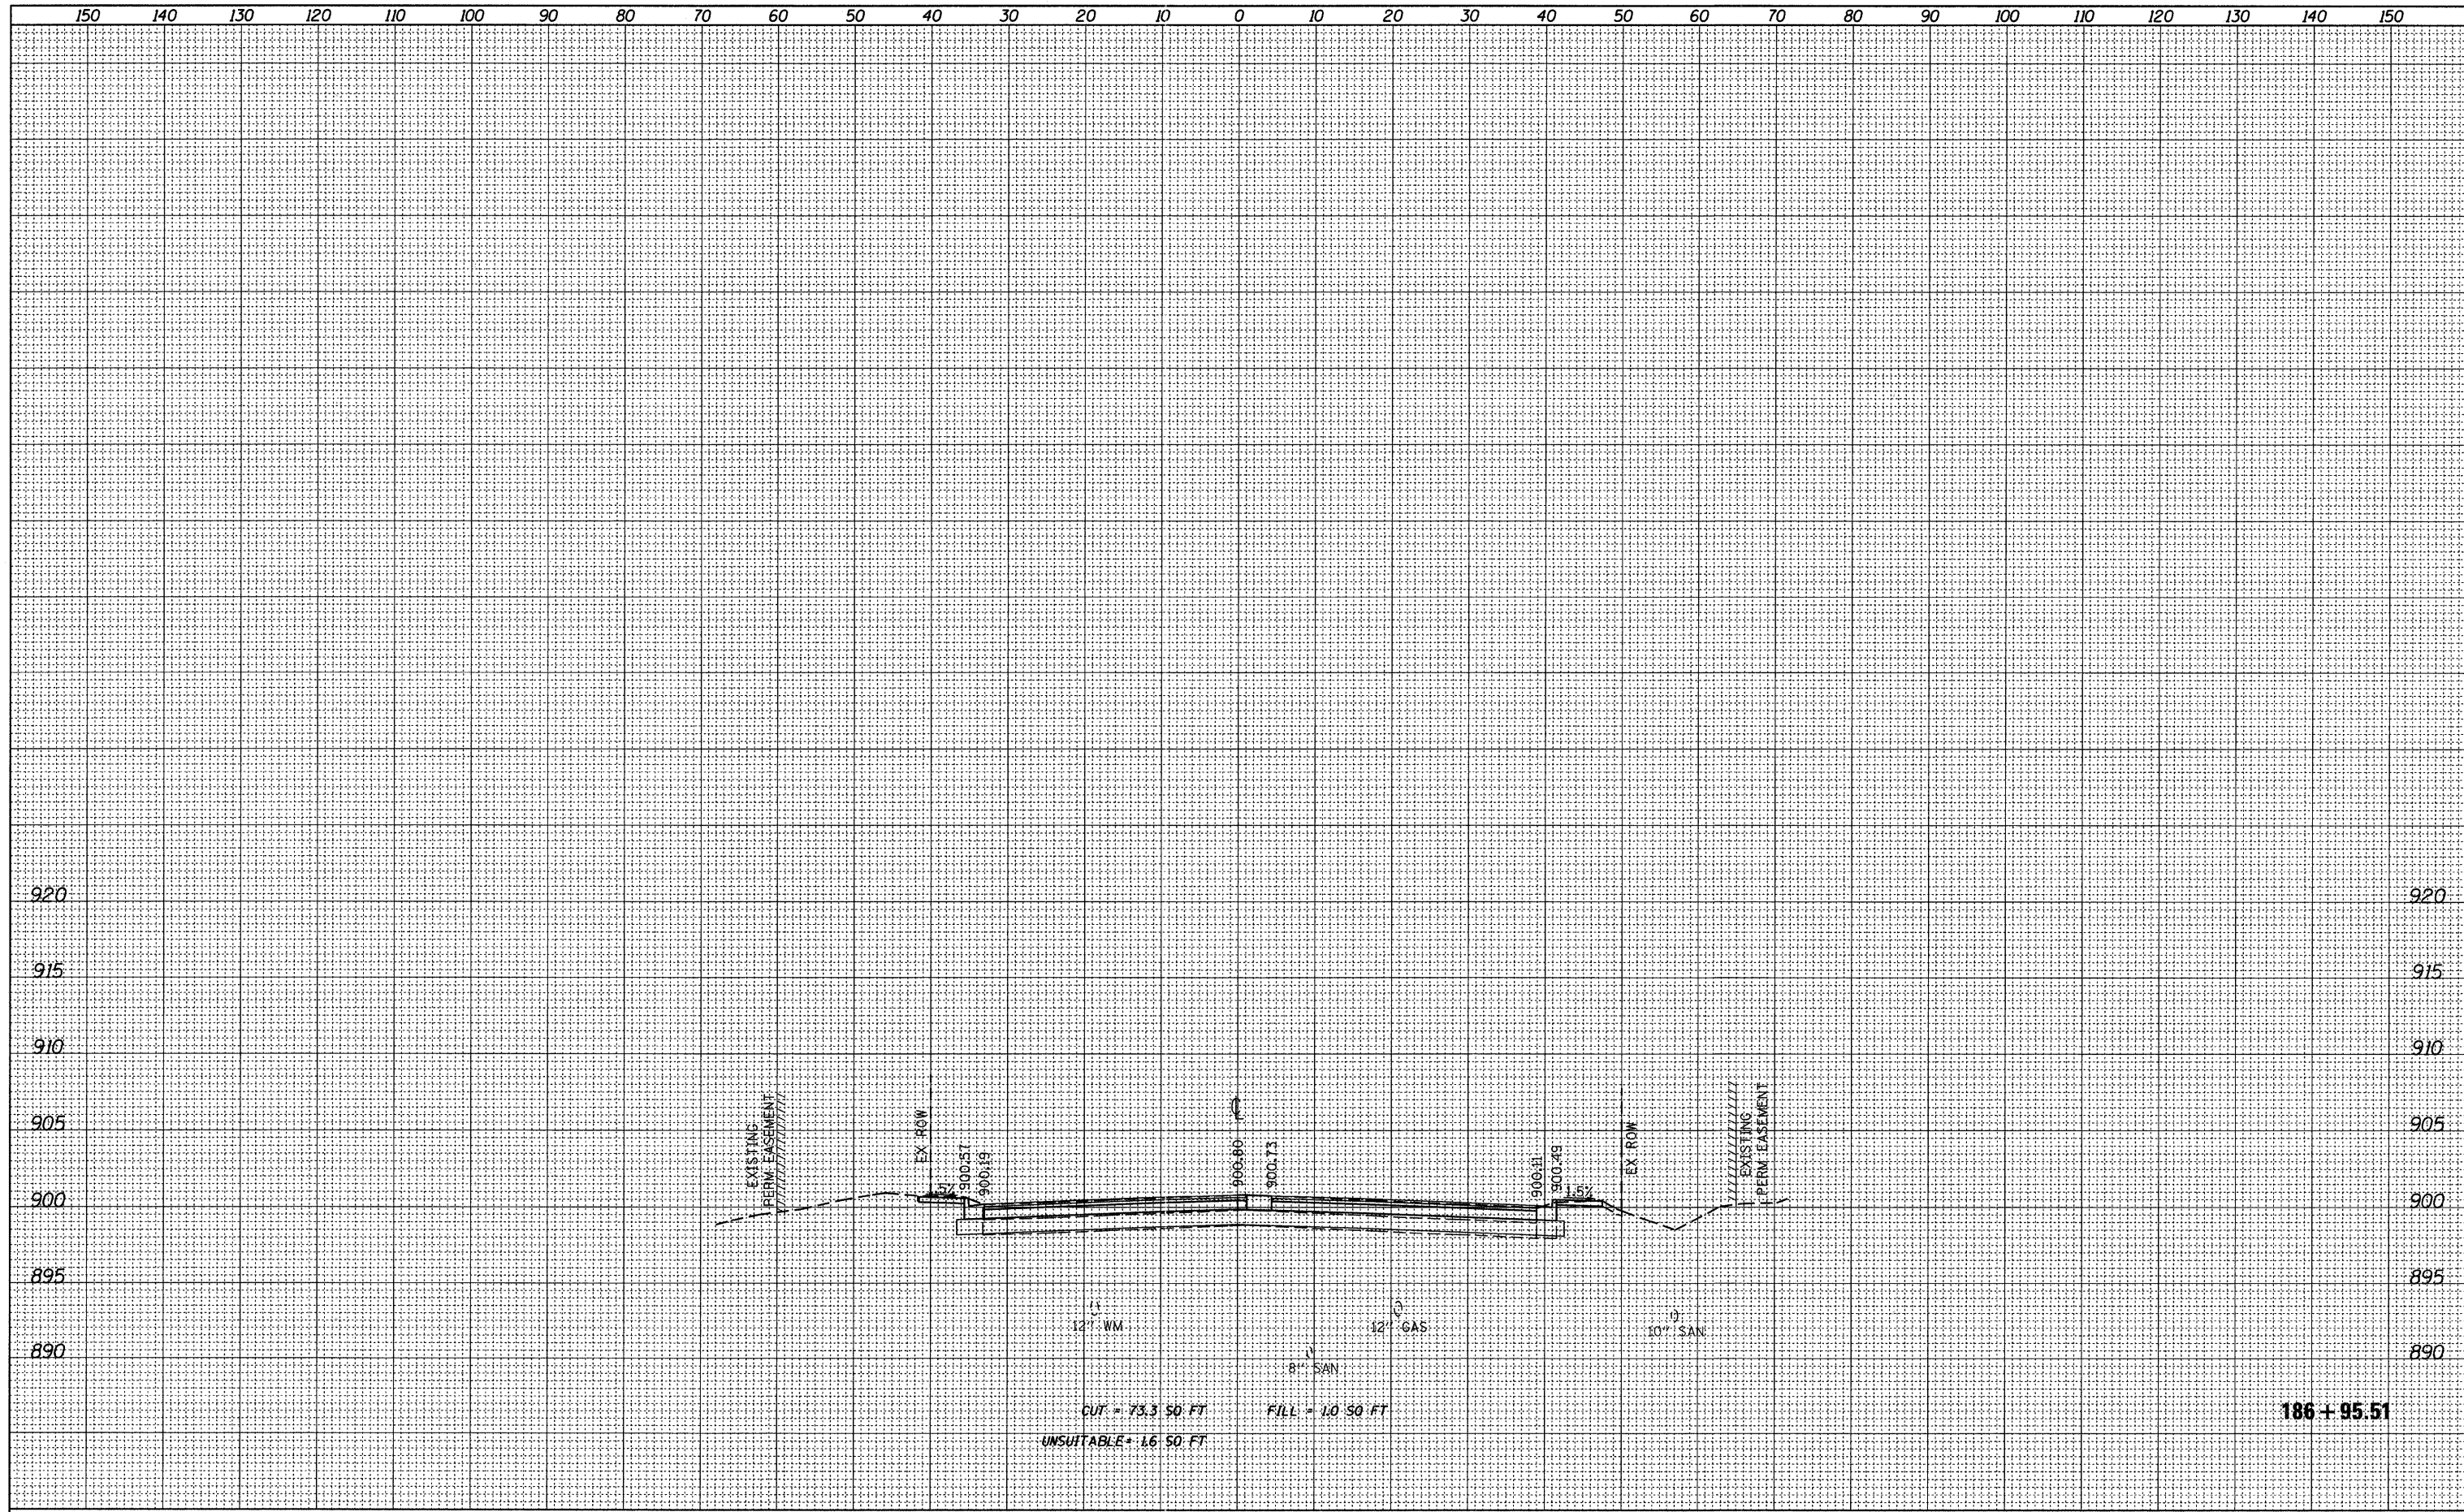 150 140 130 120 110 100 90 80 70 60 50 40 30 20 10 0 10 20 30 40 50 60 70 80 90 100 110 120 130 140 150
920 920
915 915
910 910
905 905
900 900
895 895
890 890
EXISTING
PERM EASEMENT
EX ROW
900.57
900.19
℄
900.80
900.73
900.11
900.49
1.5%
EX ROW
EXISTING
PERM EASEMENT
12'' WM
12'' GAS
10'' SAN
8'' SAN
CUT = 73.3 SQ FT FILL = 1.0 SQ FT
UNSUITABLE= 1.6 SQ FT
186 + 95.51